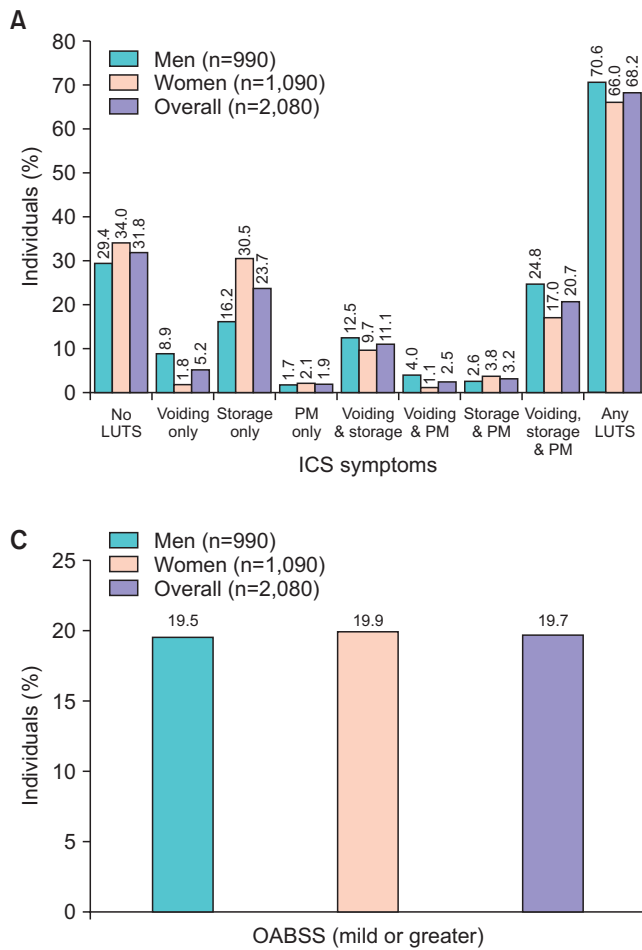 A
80
70
60
50
40
30
20
10
0
Individuals (%)
Men (n=990)
Women (n=1,090)
Overall (n=2,080)
29.4
34.0
31.8
8.9
1.8
5.2
16.2
30.5
23.7
1.7
2.1
1.9
12.5
9.7
11.1
4.0
1.1
2.5
2.6
3.8
3.2
24.8
17.0
20.7
70.6
66.0
68.2
No
LUTS
Voiding
only
Storage
only
PM
only
Voiding
& storage
Voiding
& PM
Storage
& PM
Voiding,
storage
& PM
Any
LUTS
ICS symptoms
C
25
20
15
10
5
0
Individuals (%)
Men (n=990)
Women (n=1,090)
Overall (n=2,080)
19.5
19.9
19.7
OABSS (mild or greater)